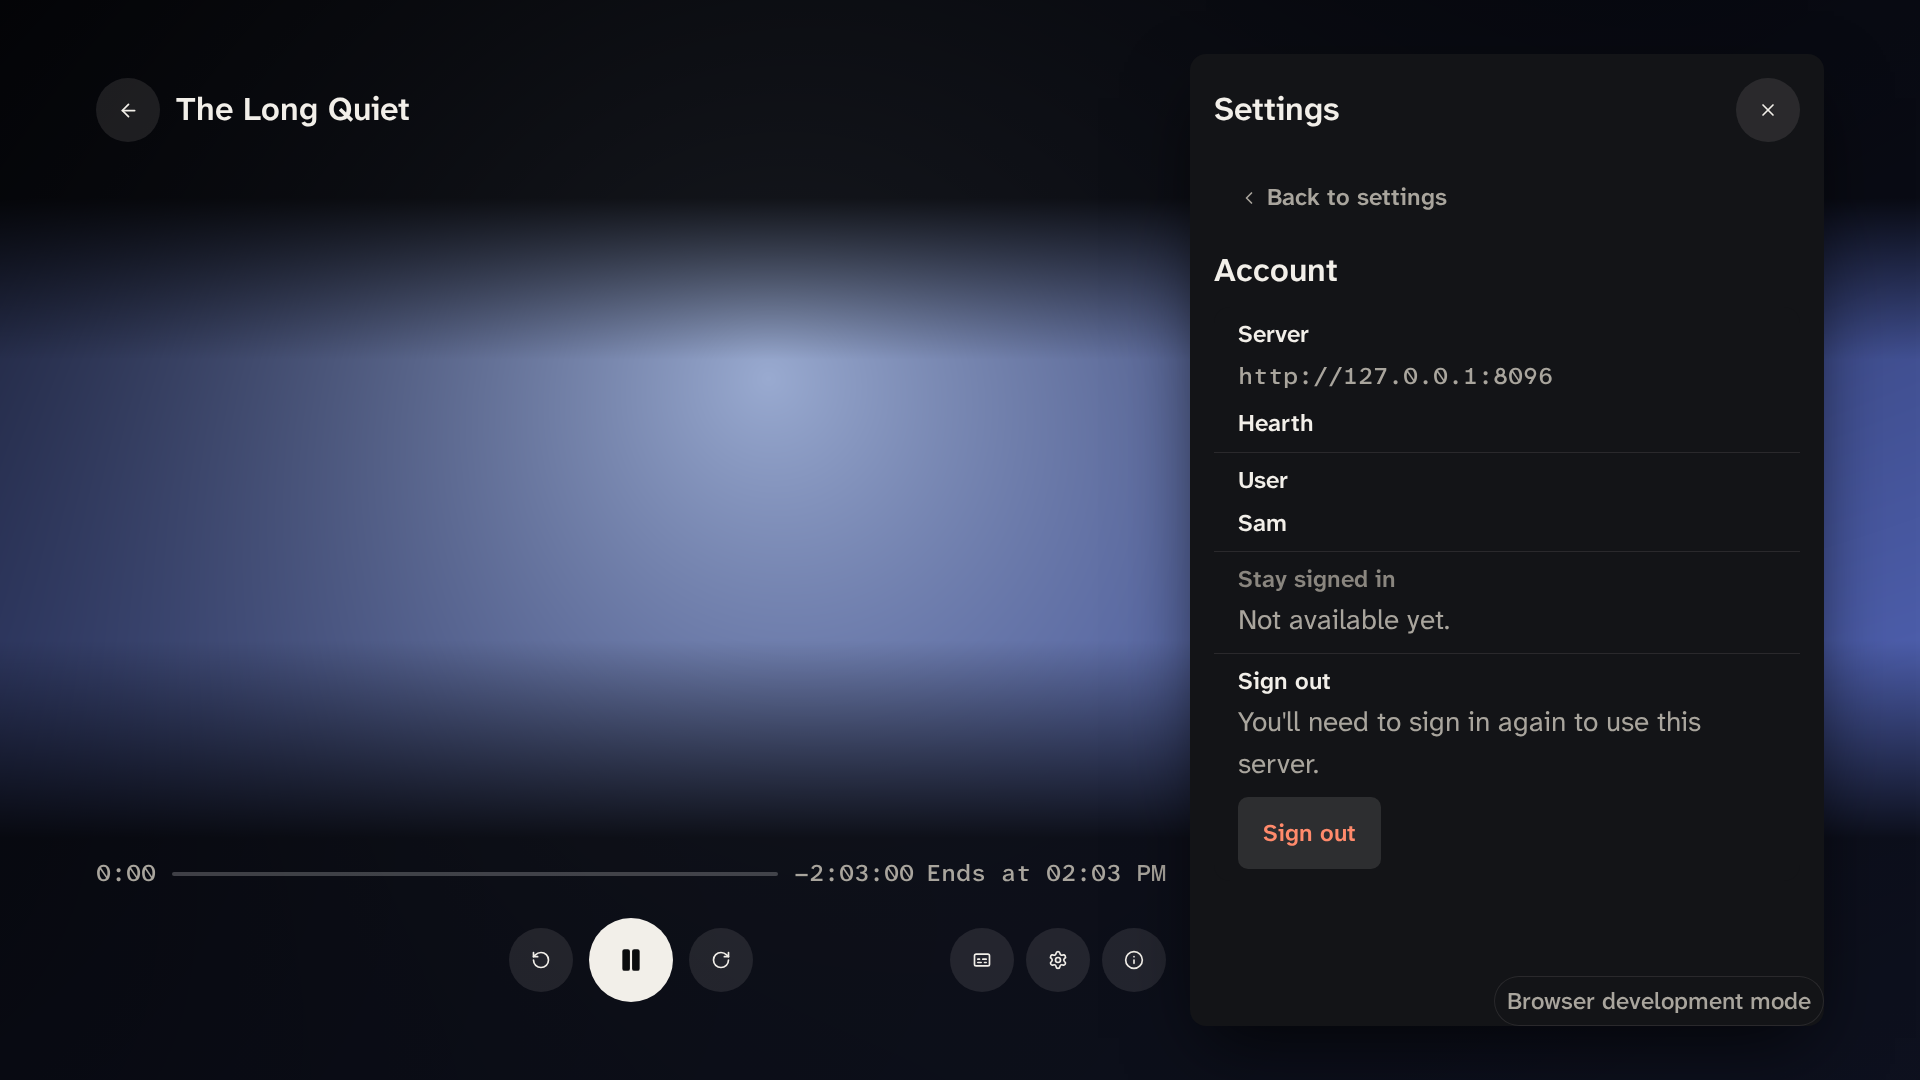 The Long Quiet
Settings
Back to settings
Account
Server
http://127.0.0.1:8096
Hearth
User
Sam
Stay signed in
Not available yet.
Sign out
You'll need to sign in again to use this
server.
Sign out
0:00
−2:03:00 Ends at 02:03 PM
Browser development mode